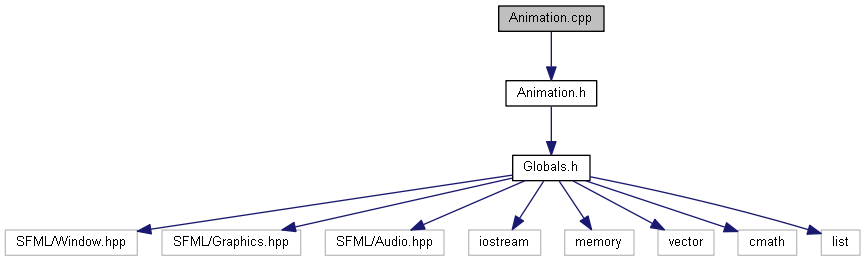 Animation.cpp
Animation.h
Globals.h
SFML/Window.hpp
SFML/Graphics.hpp
SFML/Audio.hpp
iostream
memory
vector
cmath
list